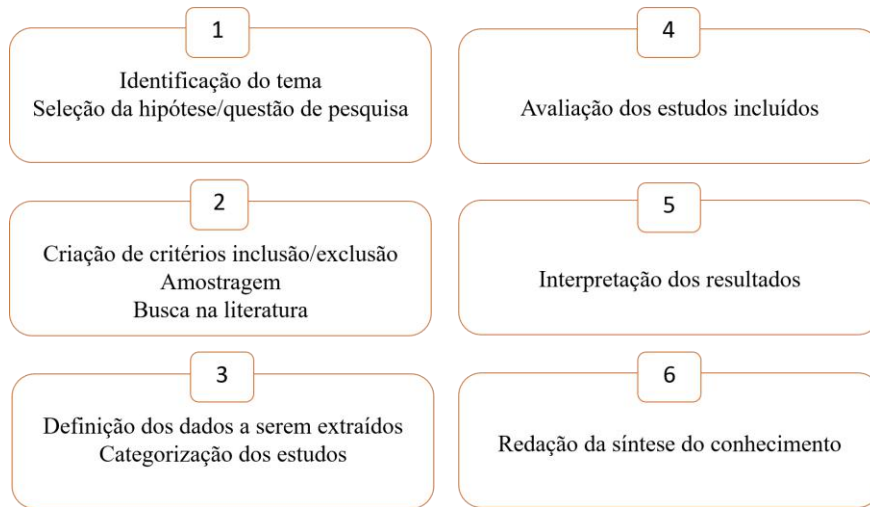 1
Identificação do tema
Seleção da hipótese/questão de pesquisa
2
Criação de critérios inclusão/exclusão
Amostragem
Busca na literatura
3
Definição dos dados a serem extraídos
Categorização dos estudos
4
Avaliação dos estudos incluídos
5
Interpretação dos resultados
6
Redação da síntese do conhecimento